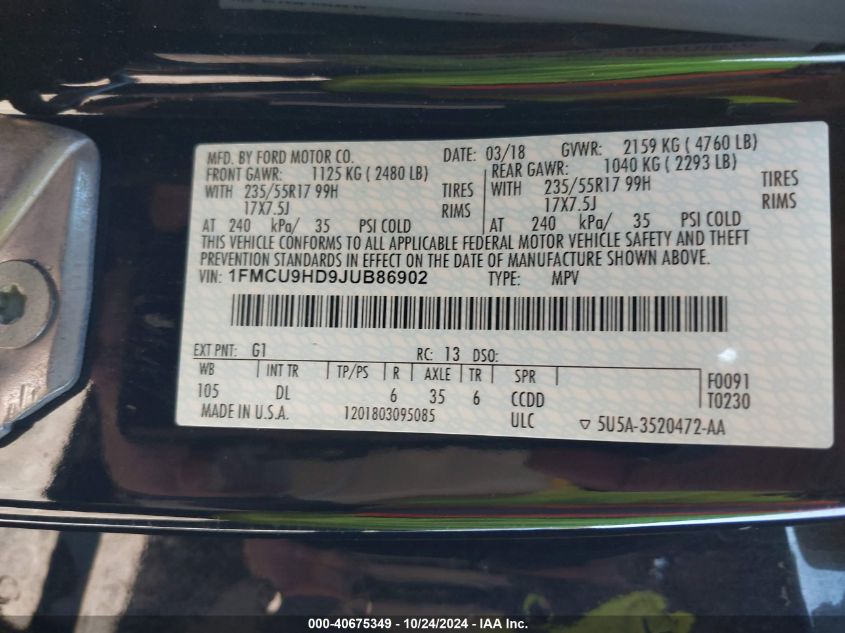 MFD. BY FORD MOTOR CO. DATE: 03/18 GVWR: 2159 KG ( 4760 LB)
FRONT GAWR: 1125 KG ( 2480 LB) REAR GAWR: 1040 KG ( 2293 LB)
WITH 235/55R17 99H TIRES WITH 235/55R17 99H TIRES
17X7.5J RIMS 17X7.5J RIMS
AT 240 kPa/ 35 PSI COLD AT 240 kPa/ 35 PSI COLD
THIS VEHICLE CONFORMS TO ALL APPLICABLE FEDERAL MOTOR VEHICLE SAFETY AND THEFT
PREVENTION STANDARDS IN EFFECT ON THE DATE OF MANUFACTURE SHOWN ABOVE.
VIN: 1FMCU9HD9JUB86902 TYPE: MPV
EXT PNT: G1 RC: 13 DSO:
WB INT TR TP/PS R AXLE TR SPR F0091
105 DL 6 35 6 CCDD T0230
MADE IN U.S.A. 1201803095085 ULC ▽ 5U5A-3520472-AA
000-40675349 - 10/24/2024 - IAA Inc.